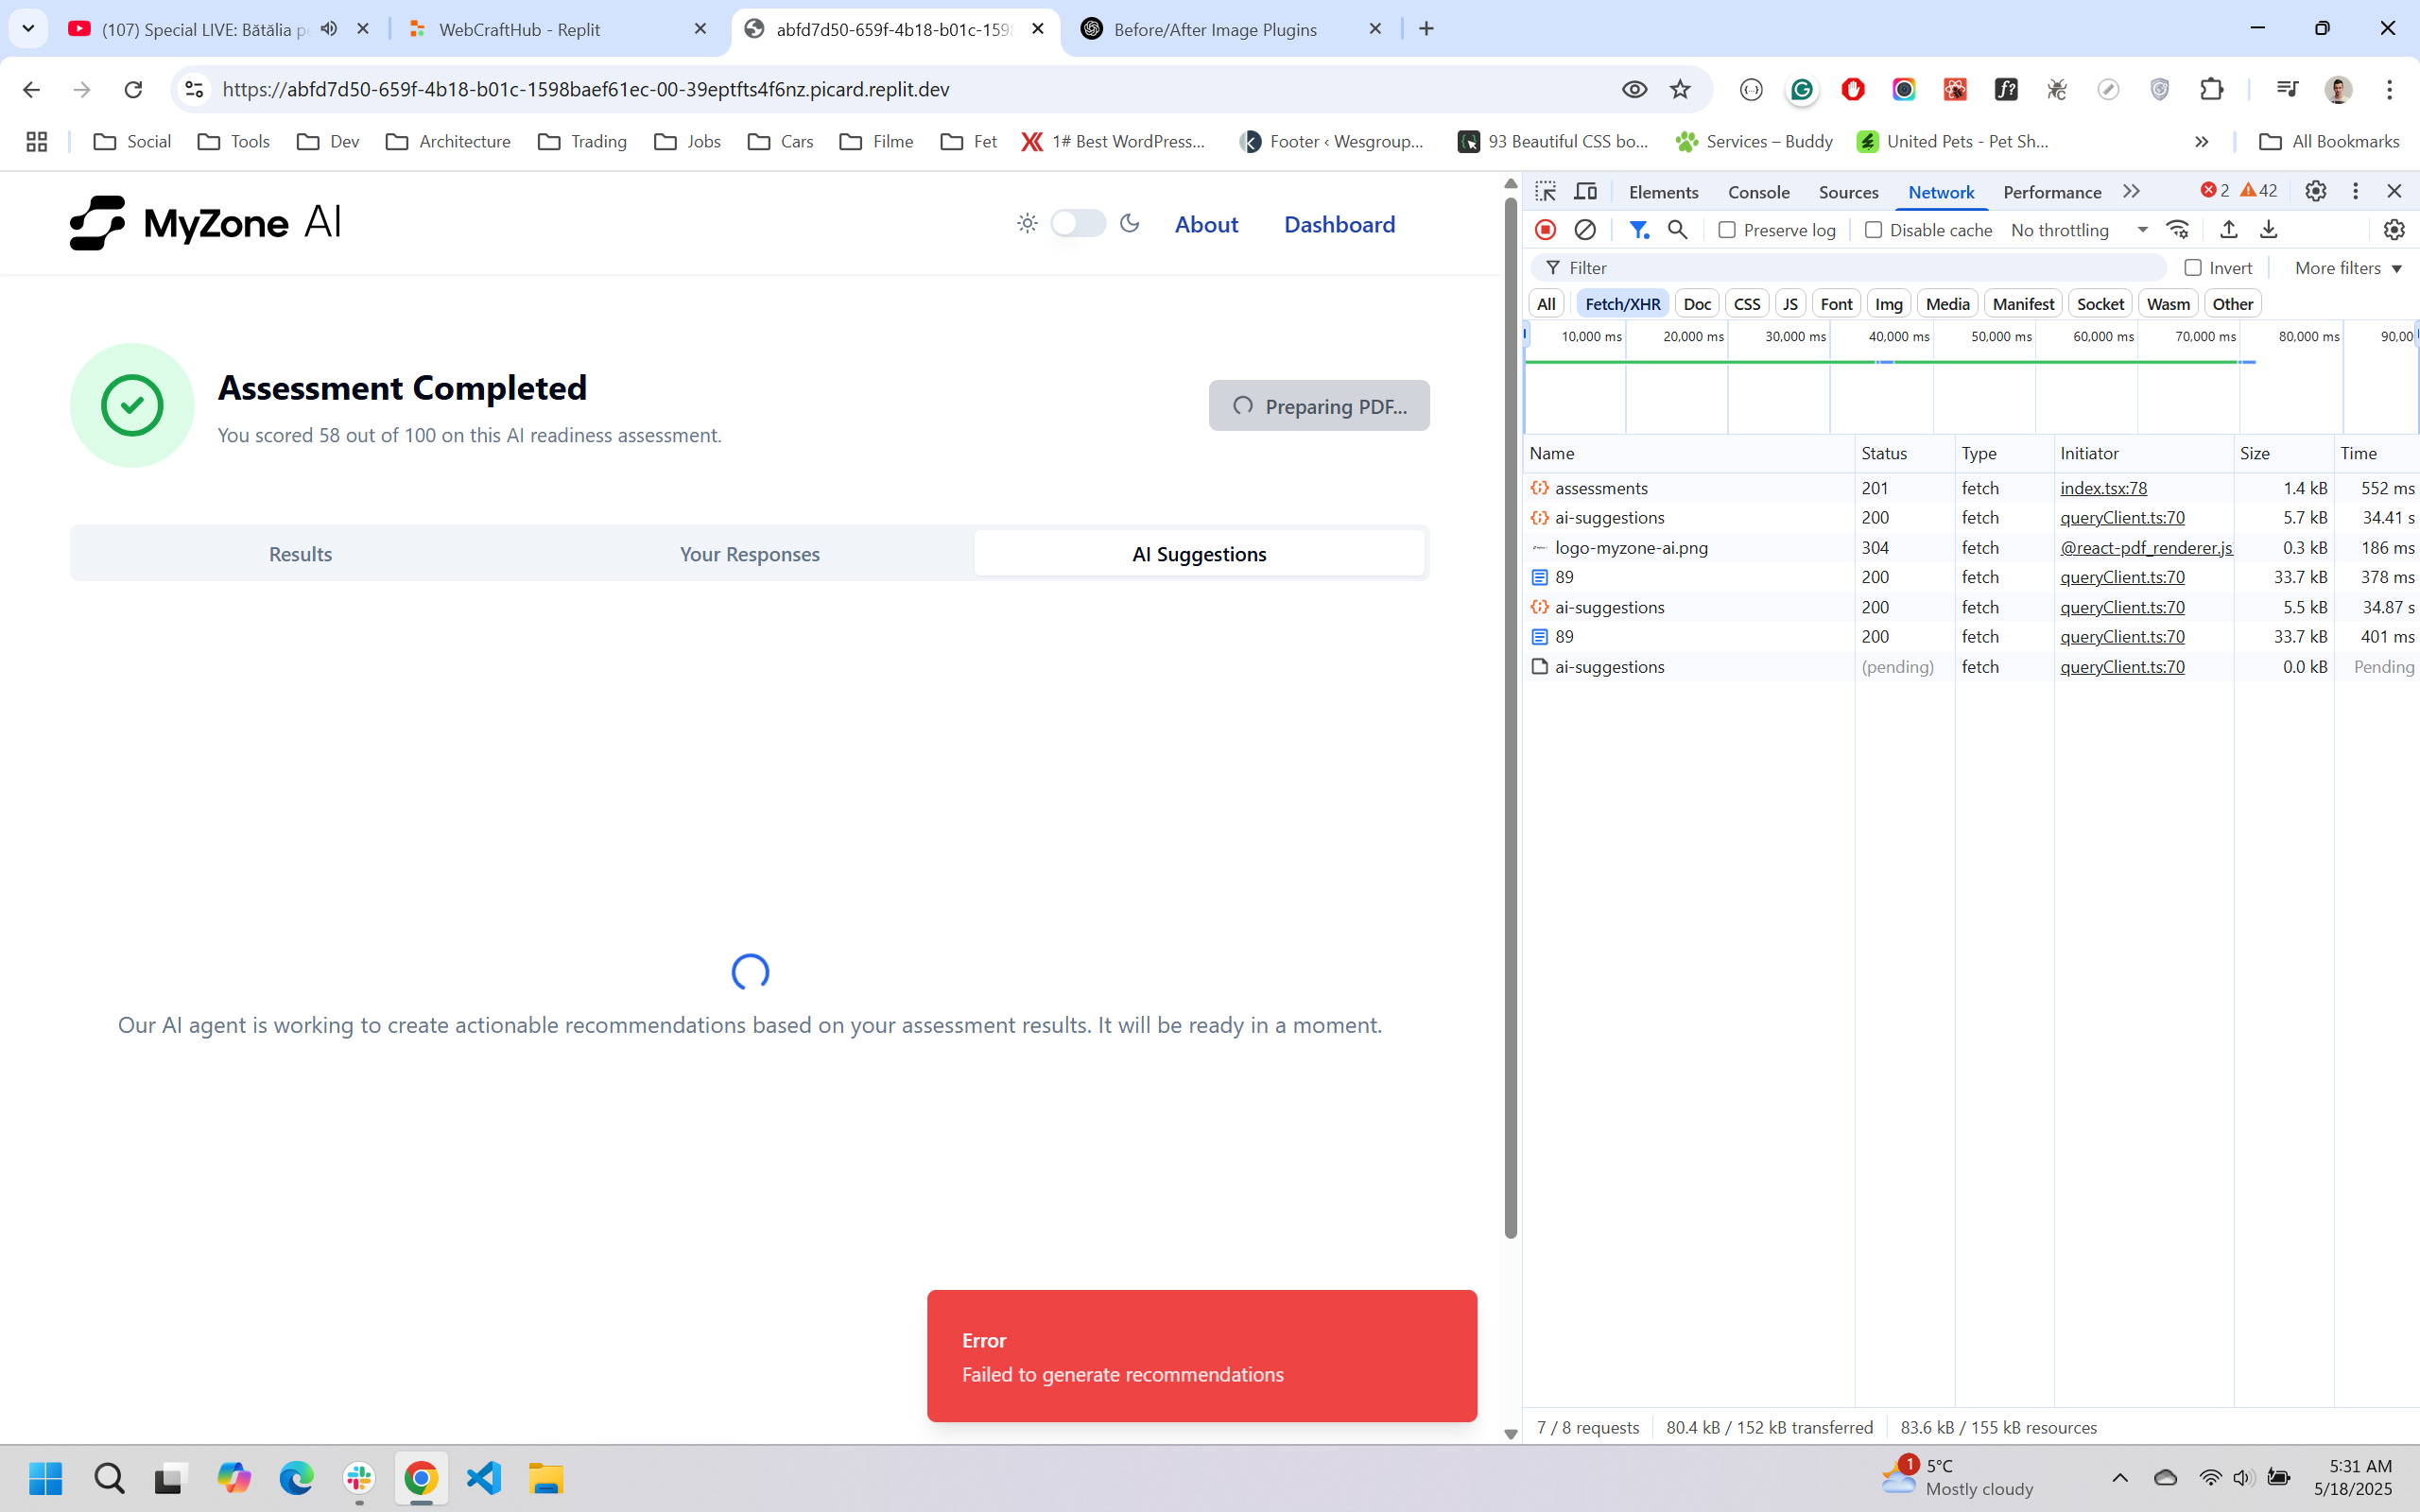 (107) Special LIVE: Bătălia p
WebCraftHub - Replit
abfd7d50-659f-4b18-b01c-1598
Before/After Image Plugins
https://abfd7d50-659f-4b18-b01c-1598baef61ec-00-39eptfts4f6nz.picard.replit.dev
Social
Tools
Dev
Architecture
Trading
Jobs
Cars
Filme
Fet
1# Best WordPress...
Footer ‹ Wesgroup...
93 Beautiful CSS bo...
Services – Buddy
United Pets - Pet Sh...
»
All Bookmarks
MyZone AI
About
Dashboard
Assessment Completed
You scored 58 out of 100 on this AI readiness assessment.
Preparing PDF...
Results
Your Responses
AI Suggestions
Our AI agent is working to create actionable recommendations based on your assessment results. It will be ready in a moment.
Error
Failed to generate recommendations
Elements
Console
Sources
Network
Performance
2
42
Preserve log
Disable cache
No throttling
Filter
Invert
More filters
All
Fetch/XHR
Doc
CSS
JS
Font
Img
Media
Manifest
Socket
Wasm
Other
10,000 ms
20,000 ms
30,000 ms
40,000 ms
50,000 ms
60,000 ms
70,000 ms
80,000 ms
90,00
Name Status Type Initiator Size Time
assessments 201 fetch index.tsx:78 1.4 kB 552 ms
ai-suggestions 200 fetch queryClient.ts:70 5.7 kB 34.41 s
logo-myzone-ai.png 304 fetch @react-pdf_renderer.js 0.3 kB 186 ms
89 200 fetch queryClient.ts:70 33.7 kB 378 ms
ai-suggestions 200 fetch queryClient.ts:70 5.5 kB 34.87 s
89 200 fetch queryClient.ts:70 33.7 kB 401 ms
ai-suggestions (pending) fetch queryClient.ts:70 0.0 kB Pending
7 / 8 requests
80.4 kB / 152 kB transferred
83.6 kB / 155 kB resources
1
5°C
Mostly cloudy
5:31 AM
5/18/2025